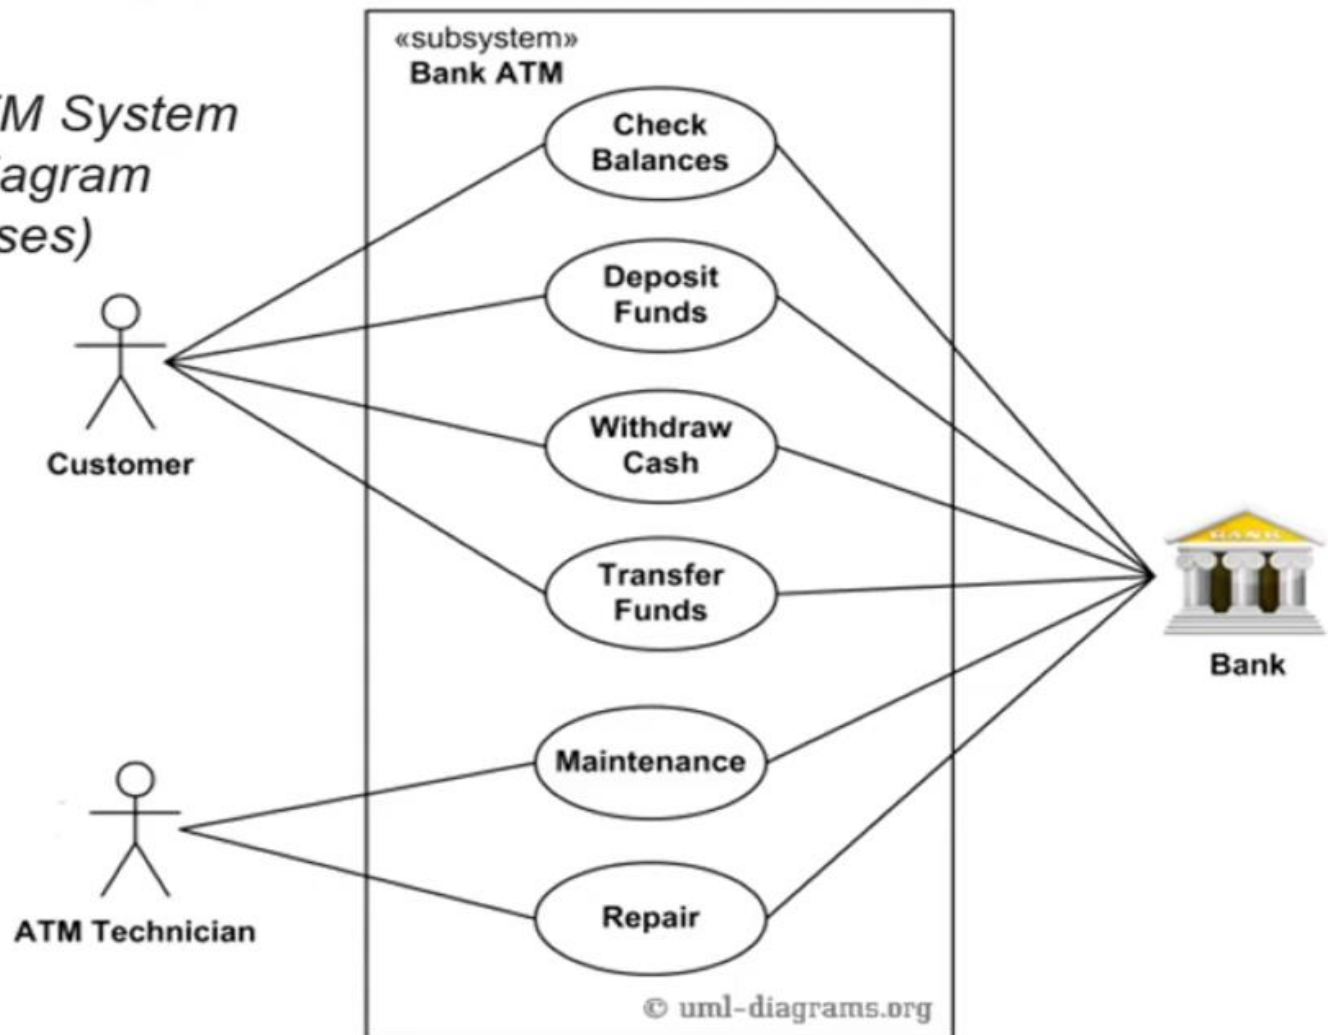 «subsystem»
Bank ATM
M System
agram
ses)
Check
Balances
Deposit
Funds
Withdraw
Cash
Transfer
Funds
Maintenance
Repair
Customer
ATM Technician
BANK
Bank
© uml-diagrams.org